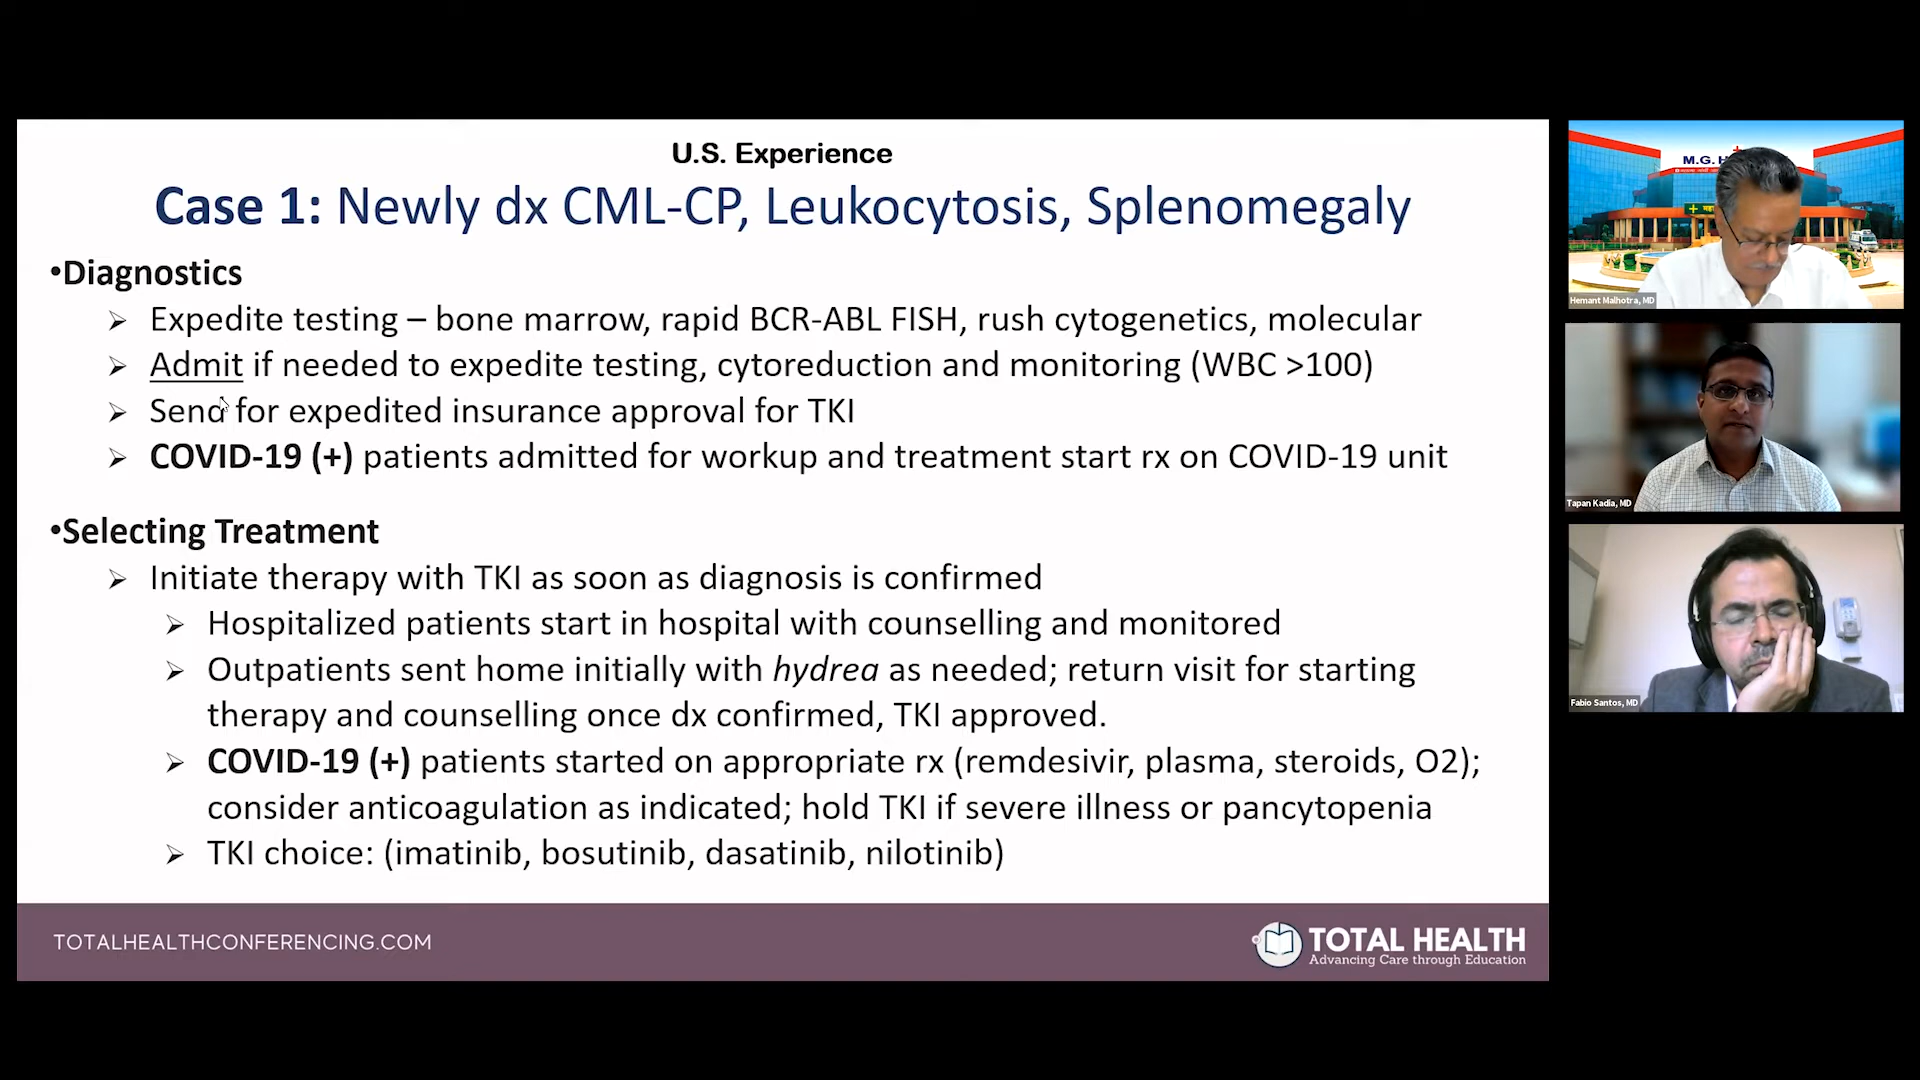 U.S. Experience
Case 1: Newly dx CML-CP, Leukocytosis, Splenomegaly
•Diagnostics
➢ Expedite testing – bone marrow, rapid BCR-ABL FISH, rush cytogenetics, molecular
➢ Admit if needed to expedite testing, cytoreduction and monitoring (WBC >100)
➢ Send for expedited insurance approval for TKI
➢ COVID-19 (+) patients admitted for workup and treatment start rx on COVID-19 unit
•Selecting Treatment
➢ Initiate therapy with TKI as soon as diagnosis is confirmed
➢ Hospitalized patients start in hospital with counselling and monitored
➢ Outpatients sent home initially with hydrea as needed; return visit for starting
therapy and counselling once dx confirmed, TKI approved.
➢ COVID-19 (+) patients started on appropriate rx (remdesivir, plasma, steroids, O2);
consider anticoagulation as indicated; hold TKI if severe illness or pancytopenia
➢ TKI choice: (imatinib, bosutinib, dasatinib, nilotinib)
TOTALHEALTHCONFERENCING.COM
TOTAL HEALTH
Advancing Care through Education
M.G. H
Hemant Malhotra, MD
Tapan Kadia, MD
Fabio Santos, MD